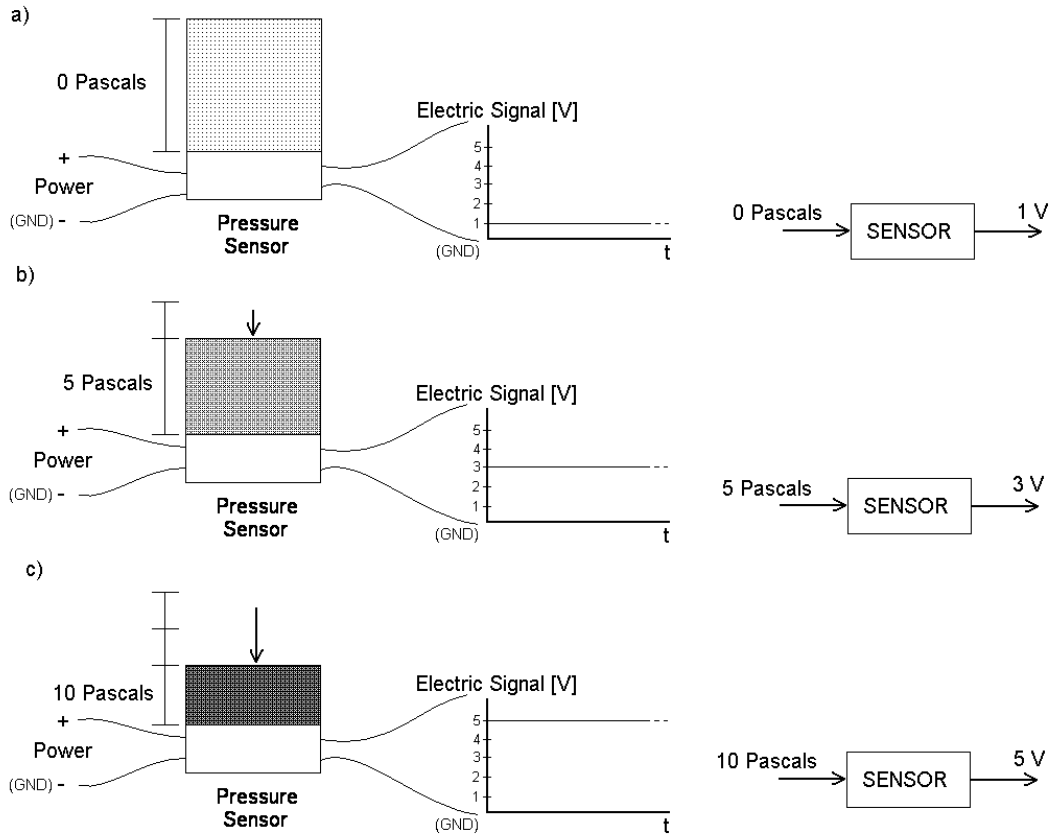 a)
0 Pascals
+
Power
(GND) -
Pressure
Sensor
Electric Signal [V]
5
4
3
2
1
(GND)
t
0 Pascals
SENSOR
1 V
b)
5 Pascals
+
Power
(GND) -
Pressure
Sensor
Electric Signal [V]
5
4
3
2
1
(GND)
t
5 Pascals
SENSOR
3 V
c)
10 Pascals
+
Power
(GND) -
Pressure
Sensor
Electric Signal [V]
5
4
3
2
1
(GND)
t
10 Pascals
SENSOR
5 V